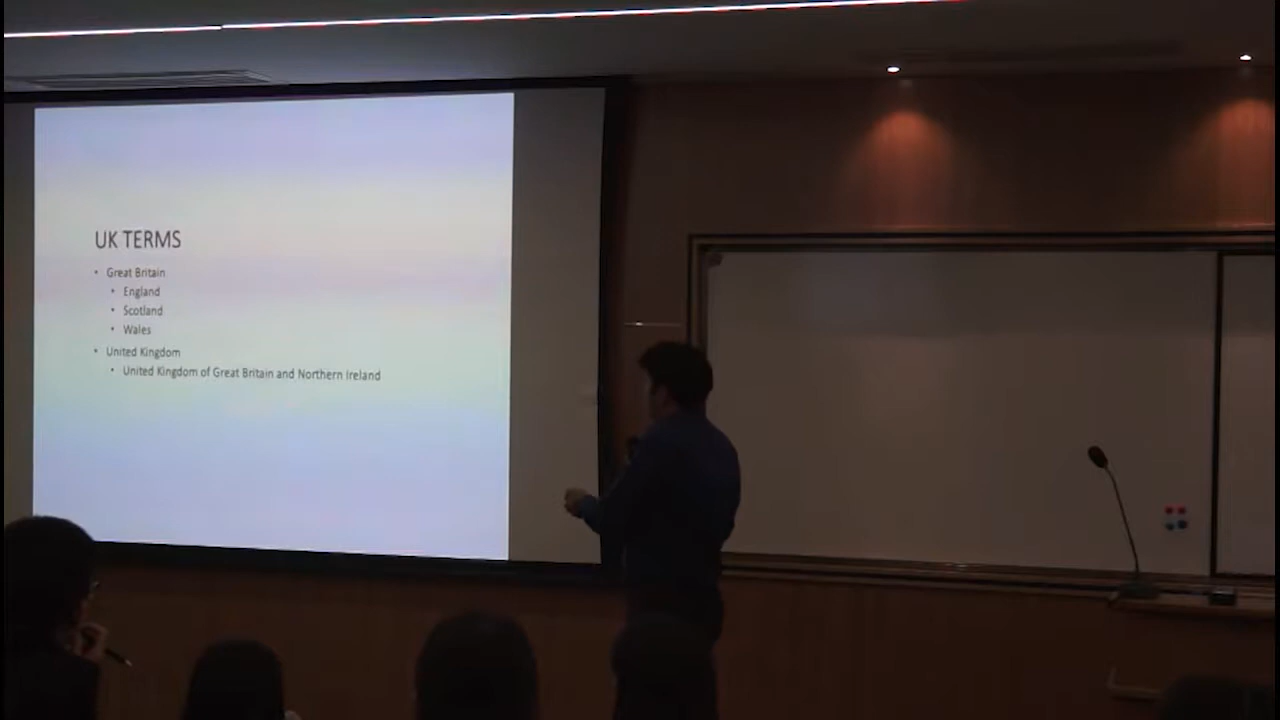 UK TERMS
• Great Britain
• England
• Scotland
• Wales
• United Kingdom
• United Kingdom of Great Britain and Northern Ireland